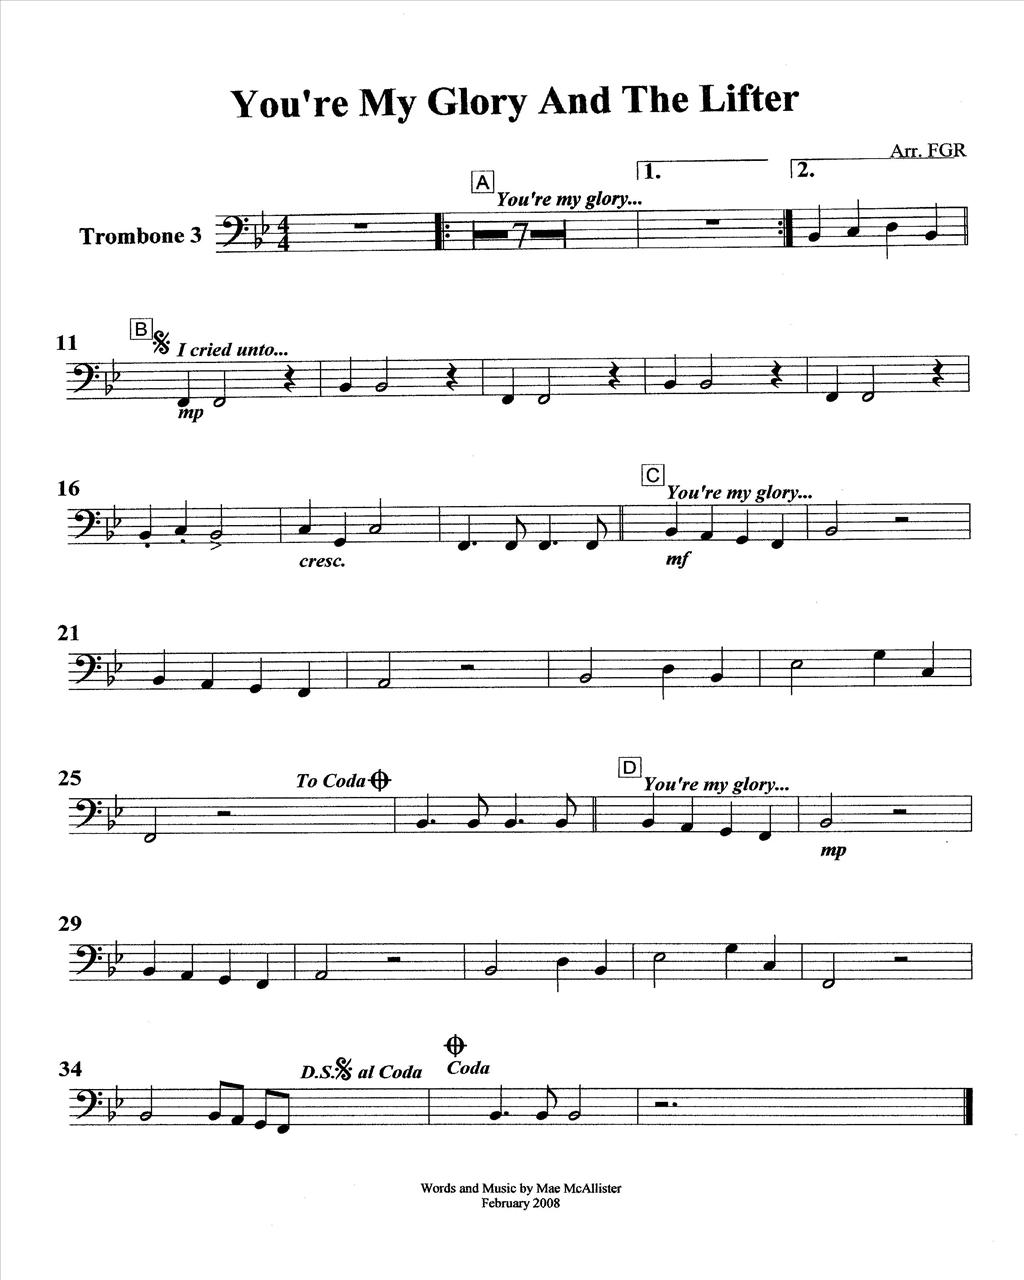 You're My Glory And The Lifter
Arr. FGR
A
You're my glory...
1.
2.
Trombone 3
4
4
7
11
B
I cried unto...
mp
16
C
You're my glory...
cresc.
mf
21
25
To Coda
D
You're my glory...
mp
29
34
D.S. al Coda
Coda
Words and Music by Mae McAllister
February 2008